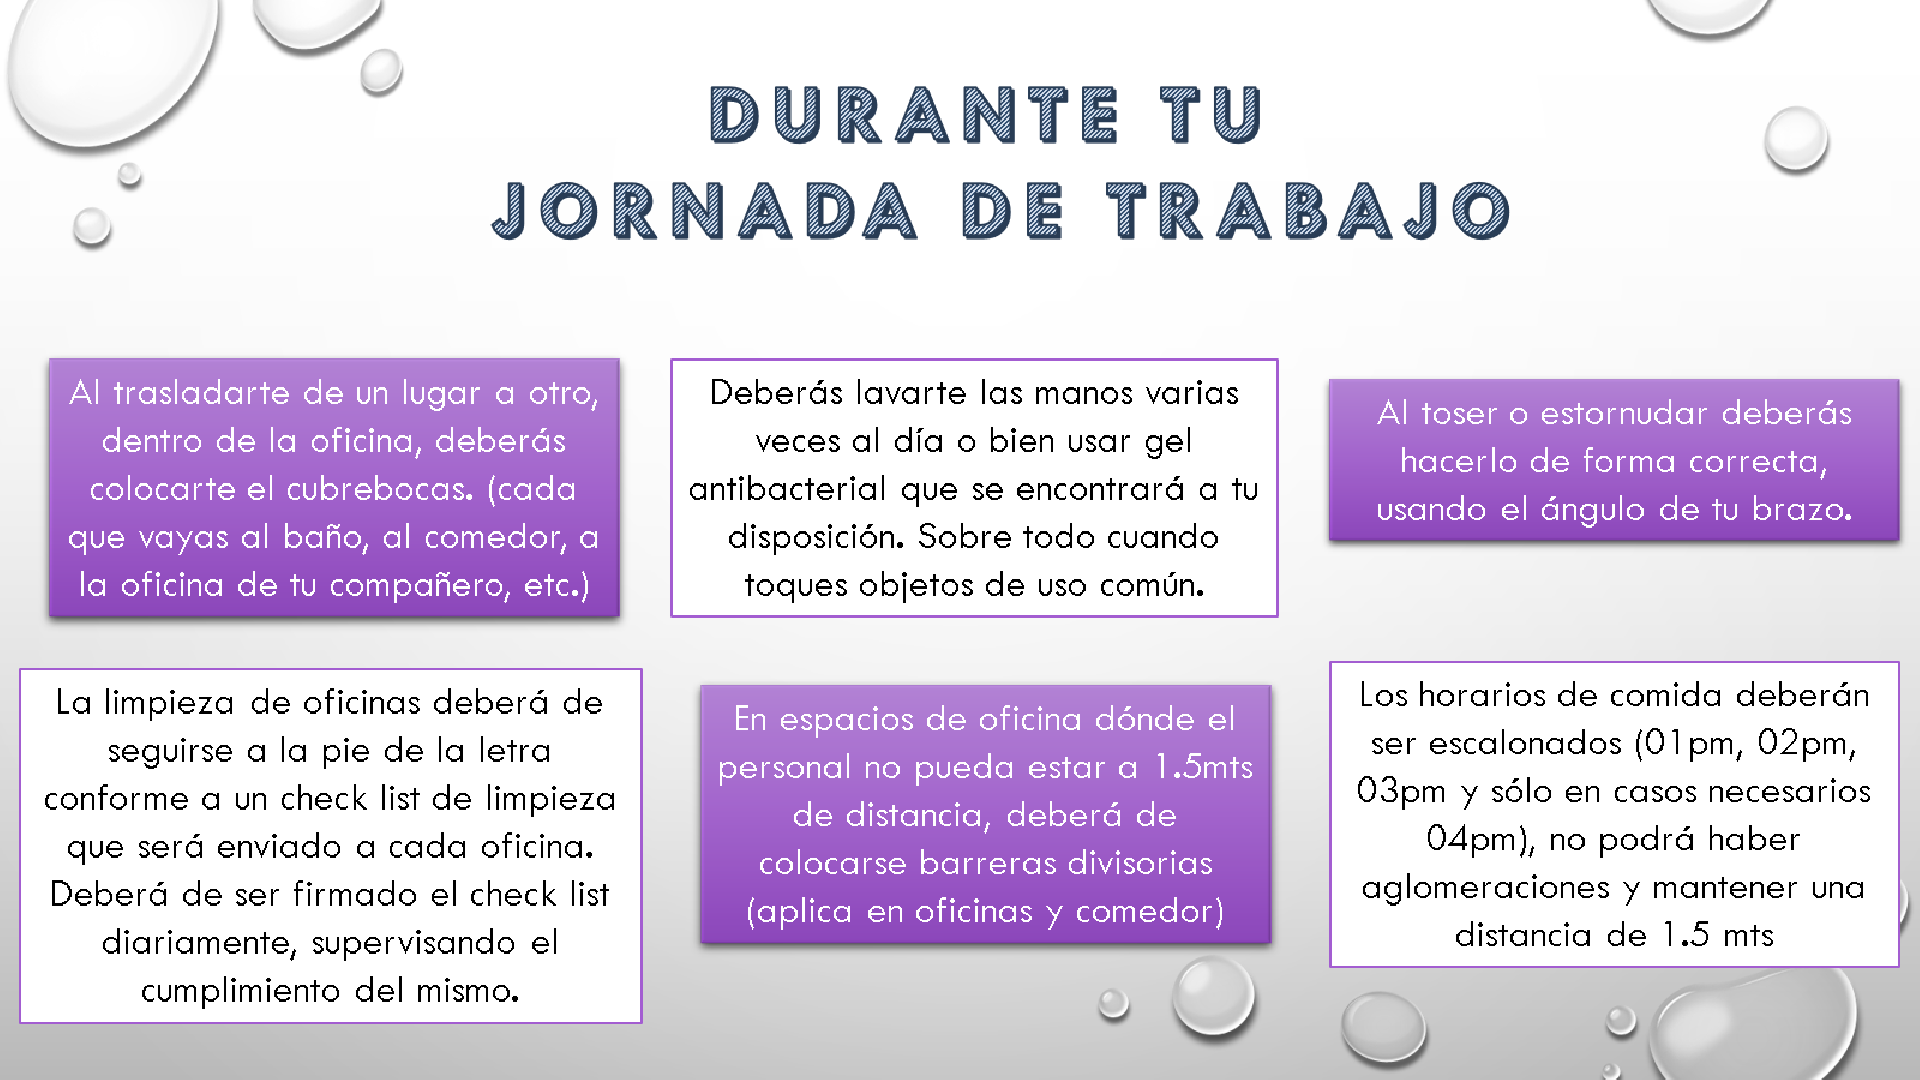 DURANTE TU
JORNADA DE TRABAJO
Al trasladarte de un lugar a otro,
dentro de la oficina, deberás
colocarte el cubrebocas. (cada
que vayas al baño, al comedor, a
la oficina de tu compañero, etc.)
Deberás lavarte las manos varias
veces al día o bien usar gel
antibacterial que se encontrará a tu
disposición. Sobre todo cuando
toques objetos de uso común.
Al toser o estornudar deberás
hacerlo de forma correcta,
usando el ángulo de tu brazo.
La limpieza de oficinas deberá de
seguirse a la pie de la letra
conforme a un check list de limpieza
que será enviado a cada oficina.
Deberá de ser firmado el check list
diariamente, supervisando el
cumplimiento del mismo.
En espacios de oficina dónde el
personal no pueda estar a 1.5mts
de distancia, deberá de
colocarse barreras divisorias
(aplica en oficinas y comedor)
Los horarios de comida deberán
ser escalonados (01pm, 02pm,
03pm y sólo en casos necesarios
04pm), no podrá haber
aglomeraciones y mantener una
distancia de 1.5 mts